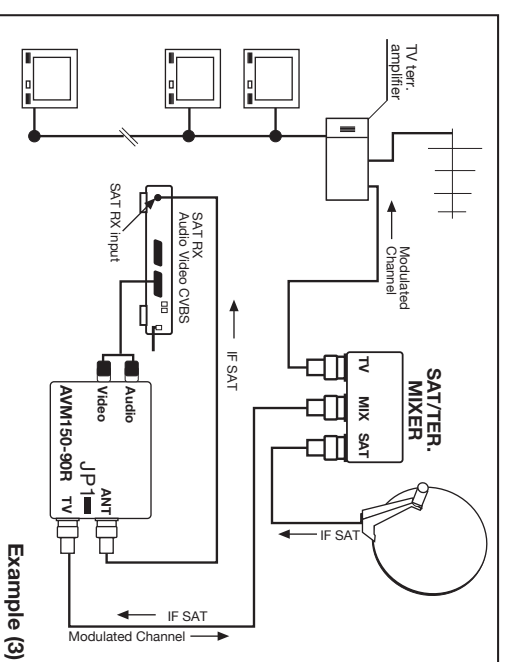 TV terr.
amplifier
Modulated
Channel
SAT/TER.
MIXER
TV
MIX
SAT
IF SAT
SAT RX
Audio Video CVBS
SAT RX input
IF SAT
Audio
Video
ANT
TV
JP1
AVM150-90R
IF SAT
Modulated Channel
Example (3)